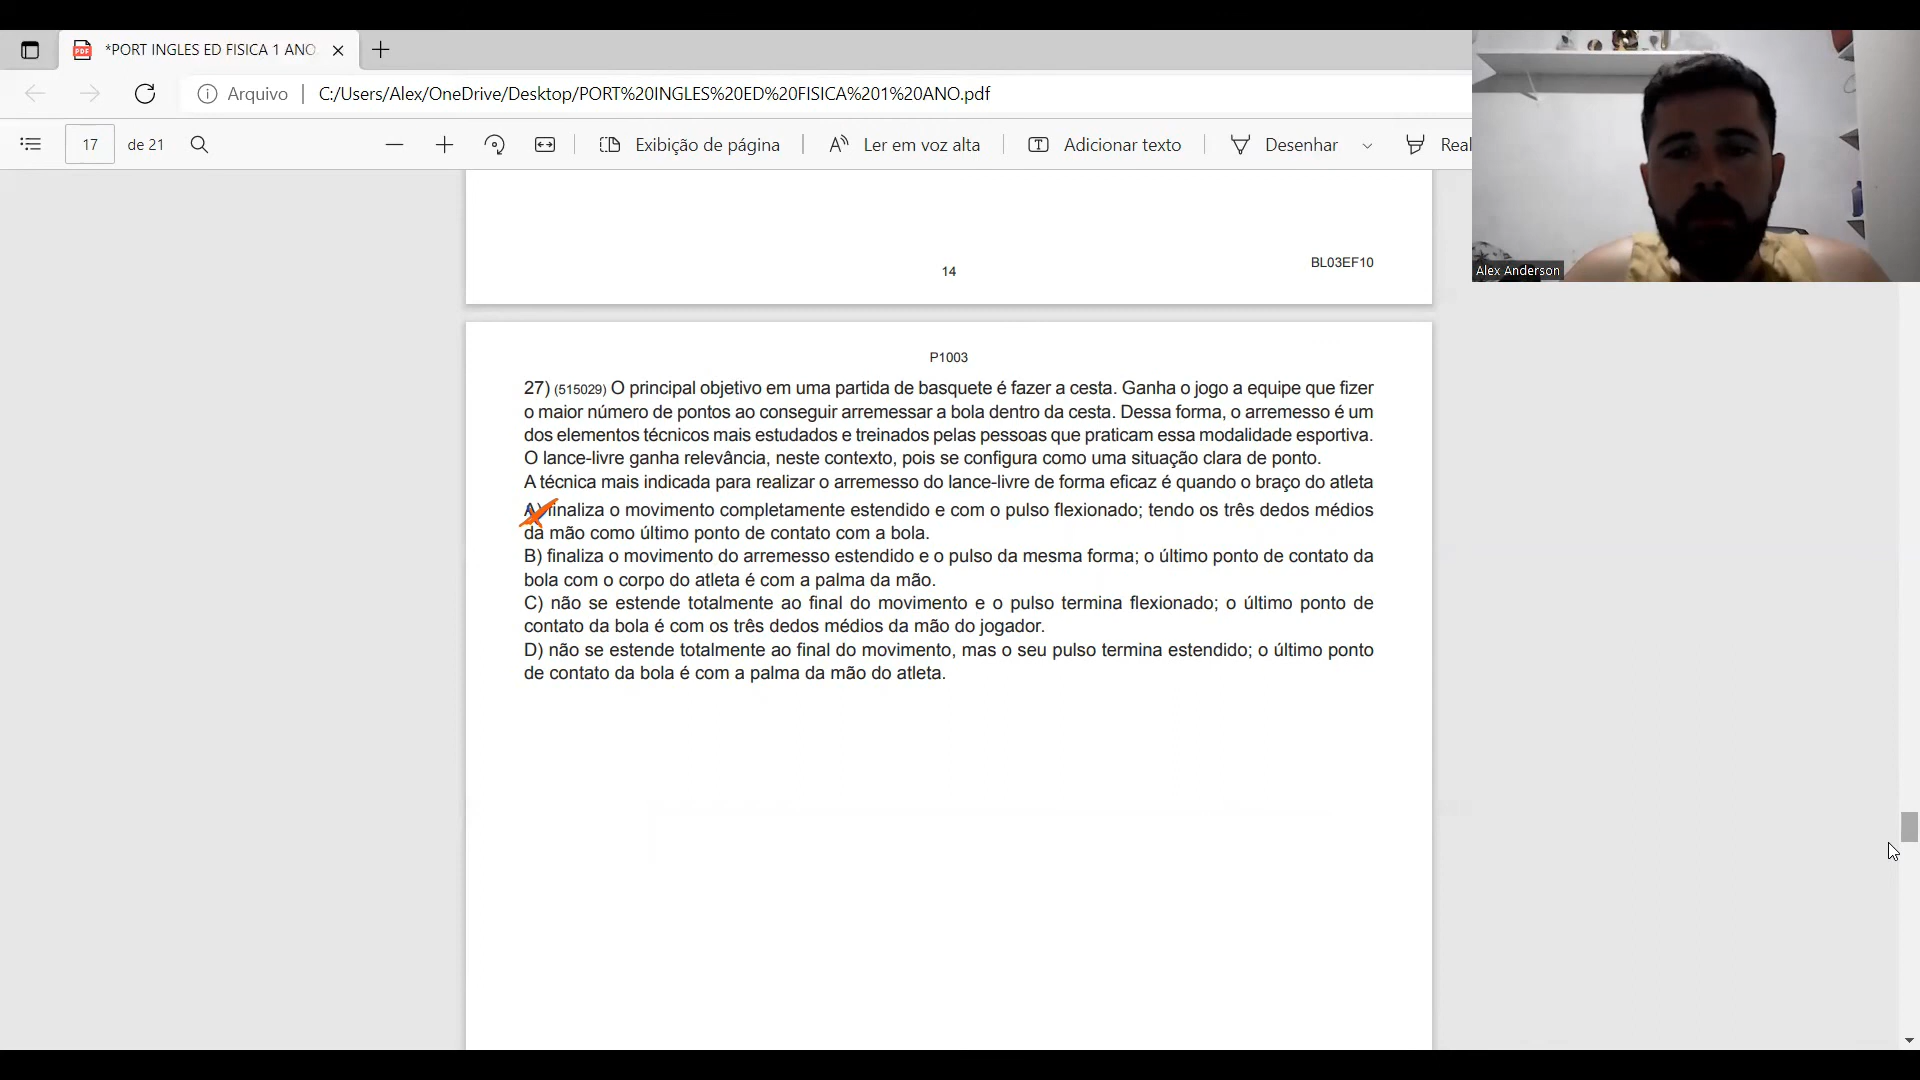 *PORT INGLES ED FISICA 1 ANO
Arquivo
C:/Users/Alex/OneDrive/Desktop/PORT%20INGLES%20ED%20FISICA%201%20ANO.pdf
17 de 21
Exibição de página
Ler em voz alta
Adicionar texto
Desenhar
Real
Alex Anderson
14
BL03EF10
P1003
27) (515029) O principal objetivo em uma partida de basquete é fazer a cesta. Ganha o jogo a equipe que fizer
o maior número de pontos ao conseguir arremessar a bola dentro da cesta. Dessa forma, o arremesso é um
dos elementos técnicos mais estudados e treinados pelas pessoas que praticam essa modalidade esportiva.
O lance-livre ganha relevância, neste contexto, pois se configura como uma situação clara de ponto.
A técnica mais indicada para realizar o arremesso do lance-livre de forma eficaz é quando o braço do atleta
A) finaliza o movimento completamente estendido e com o pulso flexionado; tendo os três dedos médios
da mão como último ponto de contato com a bola.
B) finaliza o movimento do arremesso estendido e o pulso da mesma forma; o último ponto de contato da
bola com o corpo do atleta é com a palma da mão.
C) não se estende totalmente ao final do movimento e o pulso termina flexionado; o último ponto de
contato da bola é com os três dedos médios da mão do jogador.
D) não se estende totalmente ao final do movimento, mas o seu pulso termina estendido; o último ponto
de contato da bola é com a palma da mão do atleta.